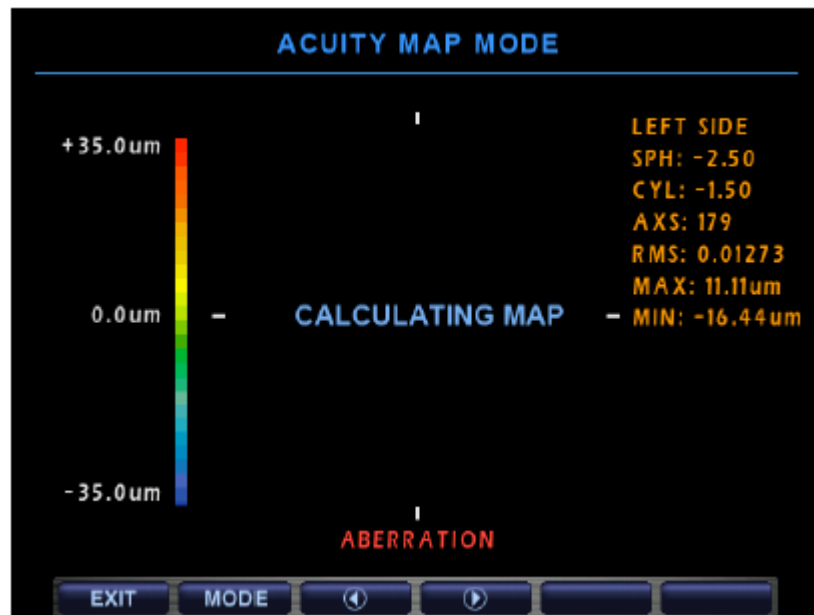 ACUITY MAP MODE
+35.0um
0.0um
-35.0um
CALCULATING MAP
LEFT SIDE
SPH: -2.50
CYL: -1.50
AXS: 179
RMS: 0.01273
MAX: 11.11um
MIN: -16.44um
ABERRATION
EXIT MODE